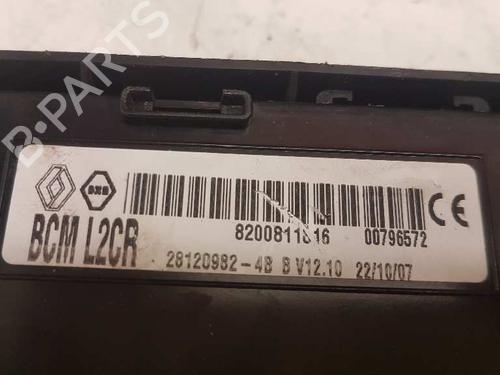 B-PARTS
8200811816 00796572
BCM L2CR 28120982-4B B V12.10 22/10/07
CE